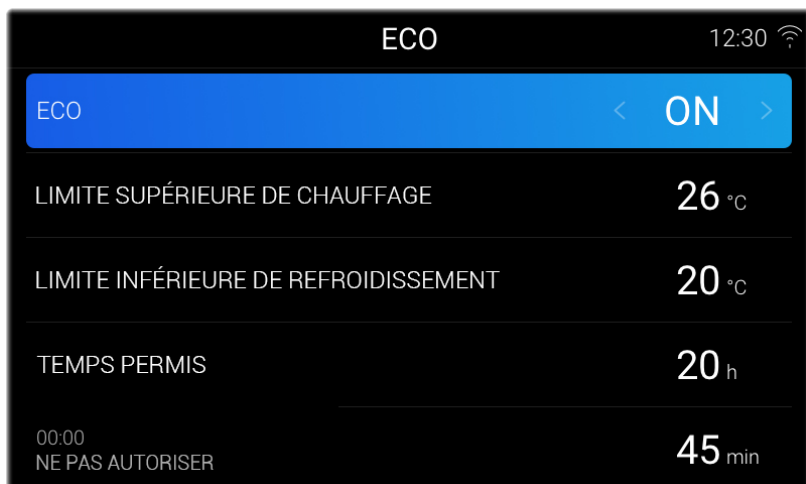 ECO 12:30
ECO < ON >
LIMITE SUPÉRIEURE DE CHAUFFAGE 26 °C
LIMITE INFÉRIEURE DE REFROIDISSEMENT 20 °C
TEMPS PERMIS 20 h
00:00
NE PAS AUTORISER 45 min